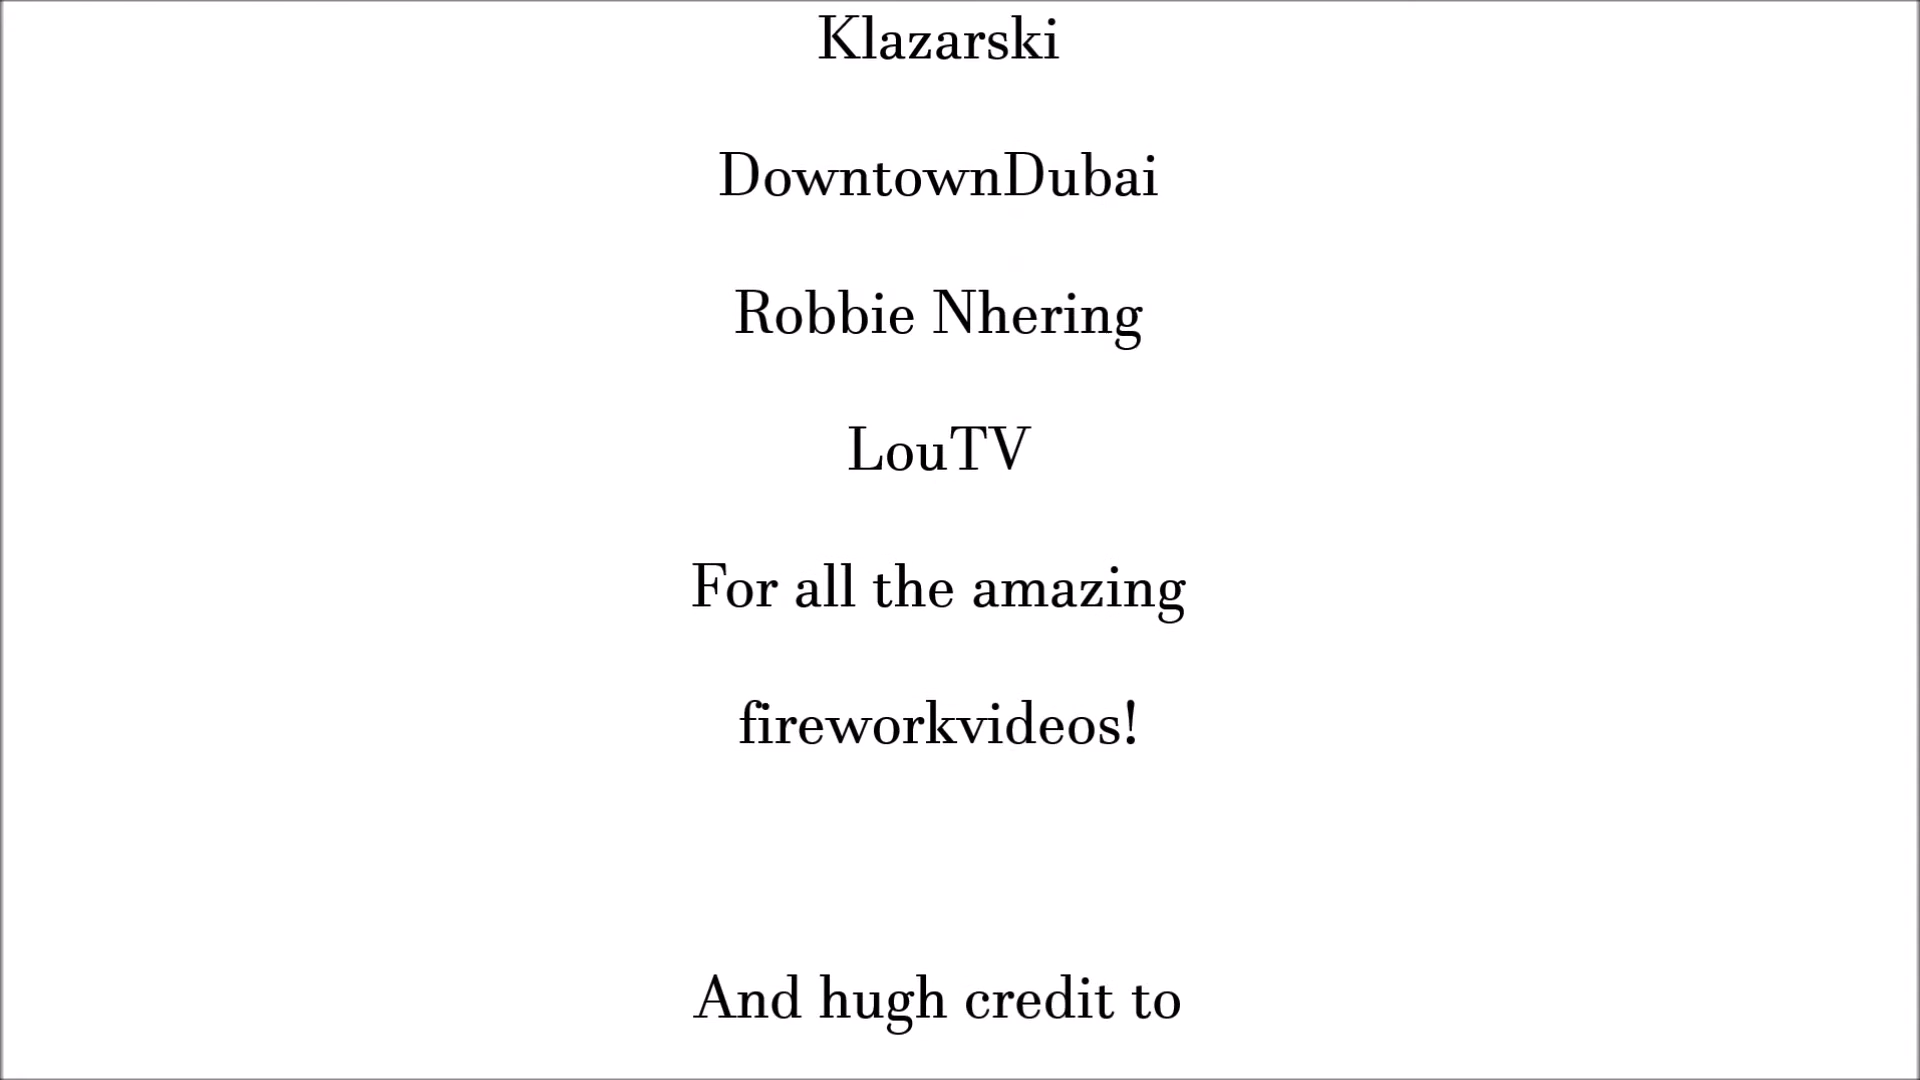 Klazarski
DowntownDubai
Robbie Nhering
LouTV
For all the amazing
fireworkvideos!
And hugh credit to